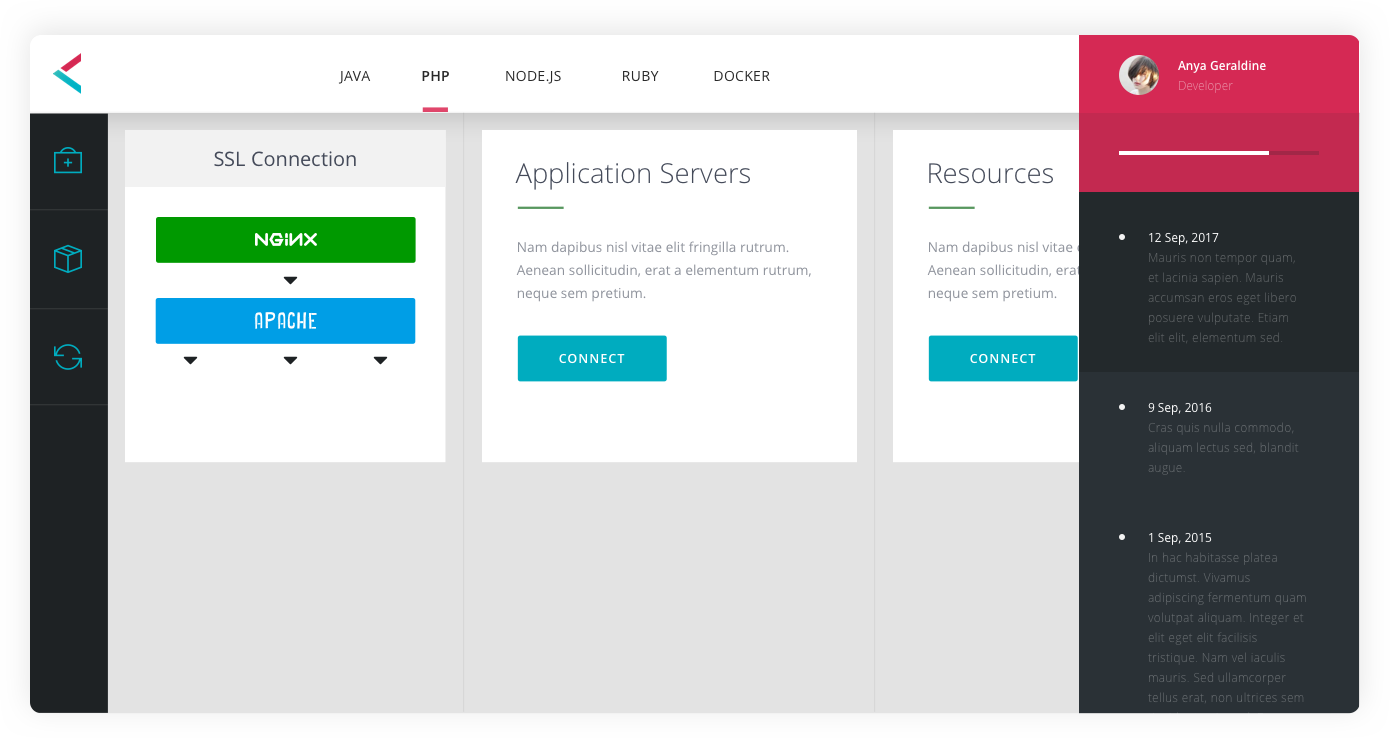 JAVA
PHP
NODE.JS
RUBY
DOCKER
Anya Geraldine
Developer
SSL Connection
NGiNX
APACHE
Application Servers
Nam dapibus nisl vitae elit fringilla rutrum.
Aenean sollicitudin, erat a elementum rutrum,
neque sem pretium.
CONNECT
Resources
Nam dapibus nisl vitae
Aenean sollicitudin, erat
neque sem pretium.
CONNECT
12 Sep, 2017
Mauris non tempor quam,
et lacinia sapien. Mauris
accumsan eros eget libero
posuere vulputate. Etiam
elit elit, elementum sed.
9 Sep, 2016
Cras quis nulla commodo,
aliquam lectus sed, blandit
augue.
1 Sep, 2015
In hac habitasse platea
dictumst. Vivamus
adipiscing fermentum quam
volutpat aliquam. Integer et
elit eget elit facilisis
tristique. Nam vel iaculis
mauris. Sed ullamcorper
tellus erat, non ultrices sem